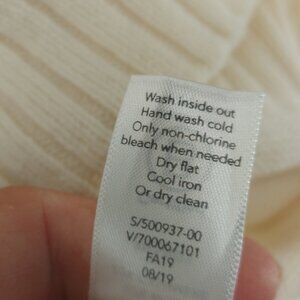 Wash inside out
Hand wash cold
Only non-chlorine
bleach when needed
Dry flat
Cool iron
Or dry clean
S/500937-00
V/700067101
FA19
08/19